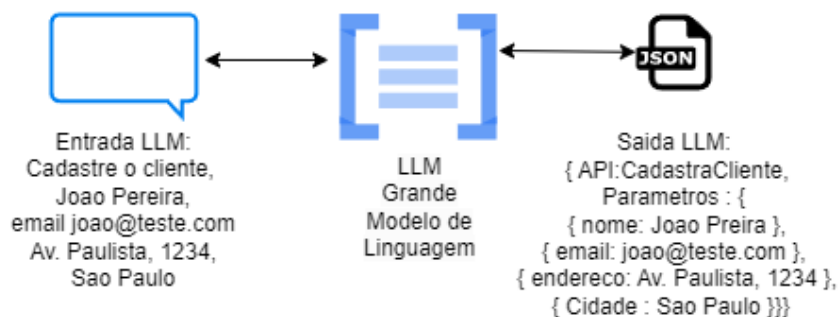 JSON
Entrada LLM:
Cadastre o cliente,
Joao Pereira,
email joao@teste.com
Av. Paulista, 1234,
Sao Paulo
LLM
Grande
Modelo de
Linguagem
Saida LLM:
{ API:CadastraCliente,
Parametros : {
{ nome: Joao Preira },
{ email: joao@teste.com },
{ endereco: Av. Paulista, 1234 },
{ Cidade : Sao Paulo }}}